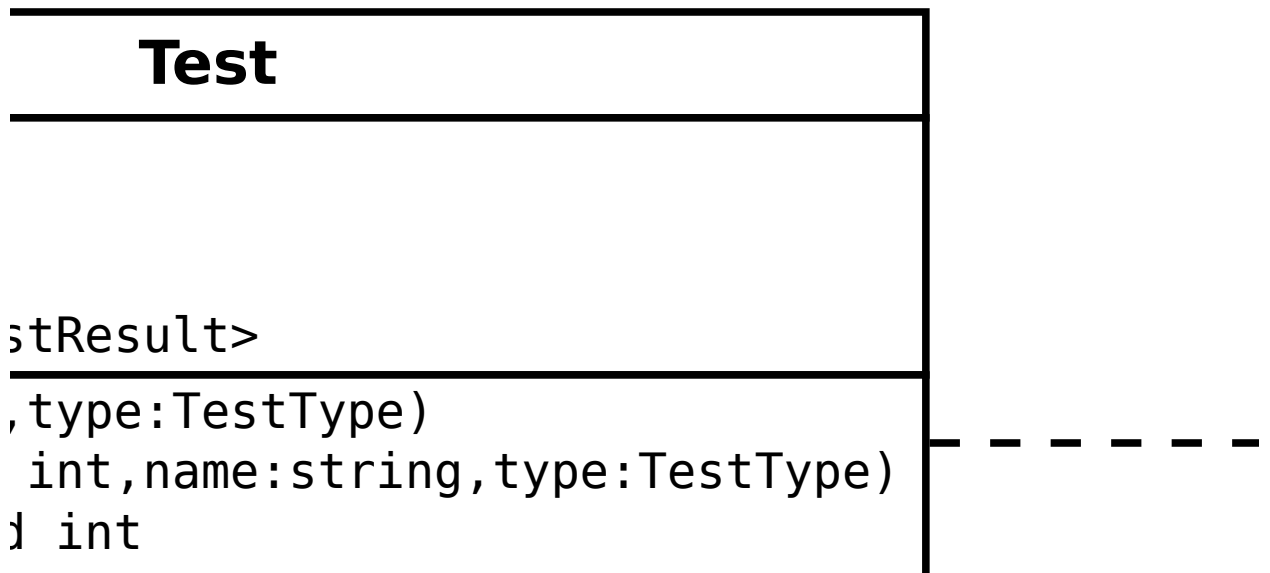 Test
stResult>
,type:TestType)
int,name:string,type:TestType)
d int